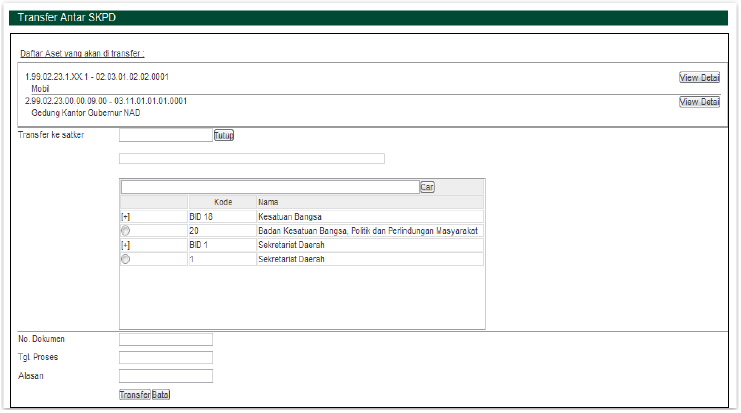 Transfer Antar SKPD
Daftar Aset yang akan di transfer :
1.99.02.23.1.XX.1 - 02.03.01.02.02.0001
View Detai
Mobil
2.99.02.23.00.00.09.00 - 03.11.01.01.01.0001
View Detai
Gedung Kantor Gubernur NAD
Transfer ke satker
Tutup
Cari
Kode Nama
[+] BID 18 Kesatuan Bangsa
20 Badan Kesatuan Bangsa, Politik dan Perlindungan Masyarakat
[+] BID 1 Sekretariat Daerah
1 Sekretariat Daerah
No. Dokumen
Tgl. Proses
Alasan
Transfer Batal